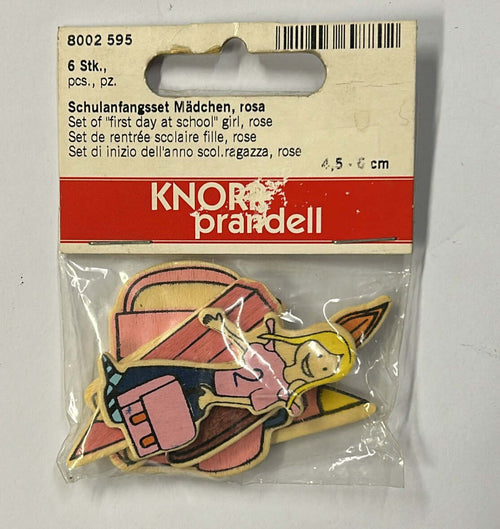 8002 595
6 Stk.,
pcs., pz.
Schulanfangsset Mädchen, rosa
Set of "first day at school" girl, rose
Set de rentrée scolaire fille, rose
Set di inizio dell'anno scol.ragazza, rose
4,5 - 6 cm
KNORR
prandell
2